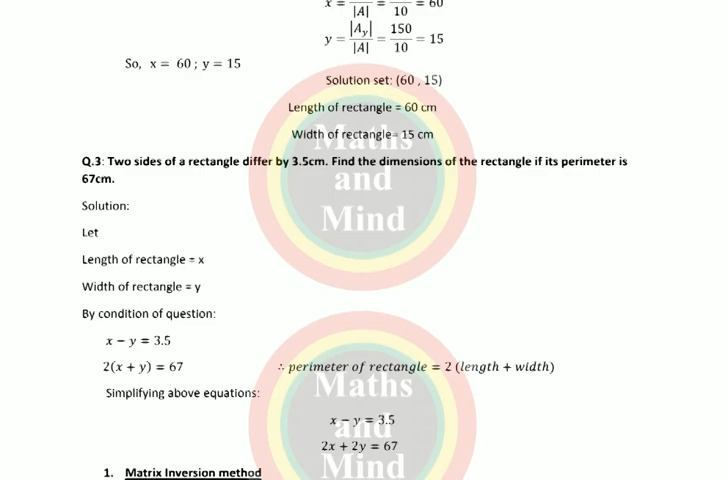 x = |A| = 10 = 60
y = |A_y| / |A| = 150 / 10 = 15
So, x = 60 ; y = 15
Solution set: (60 , 15)
Length of rectangle = 60 cm
Width of rectangle= 15 cm
Q.3: Two sides of a rectangle differ by 3.5cm. Find the dimensions of the rectangle if its perimeter is
67cm.
Solution:
Let
Length of rectangle = x
Width of rectangle = y
By condition of question:
x − y = 3.5
2(x + y) = 67 ∴ perimeter of rectangle = 2 (length + width)
Simplifying above equations:
x − y = 3.5
2x + 2y = 67
1. Matrix Inversion method
Maths
and
Mind
Maths
and
Mind